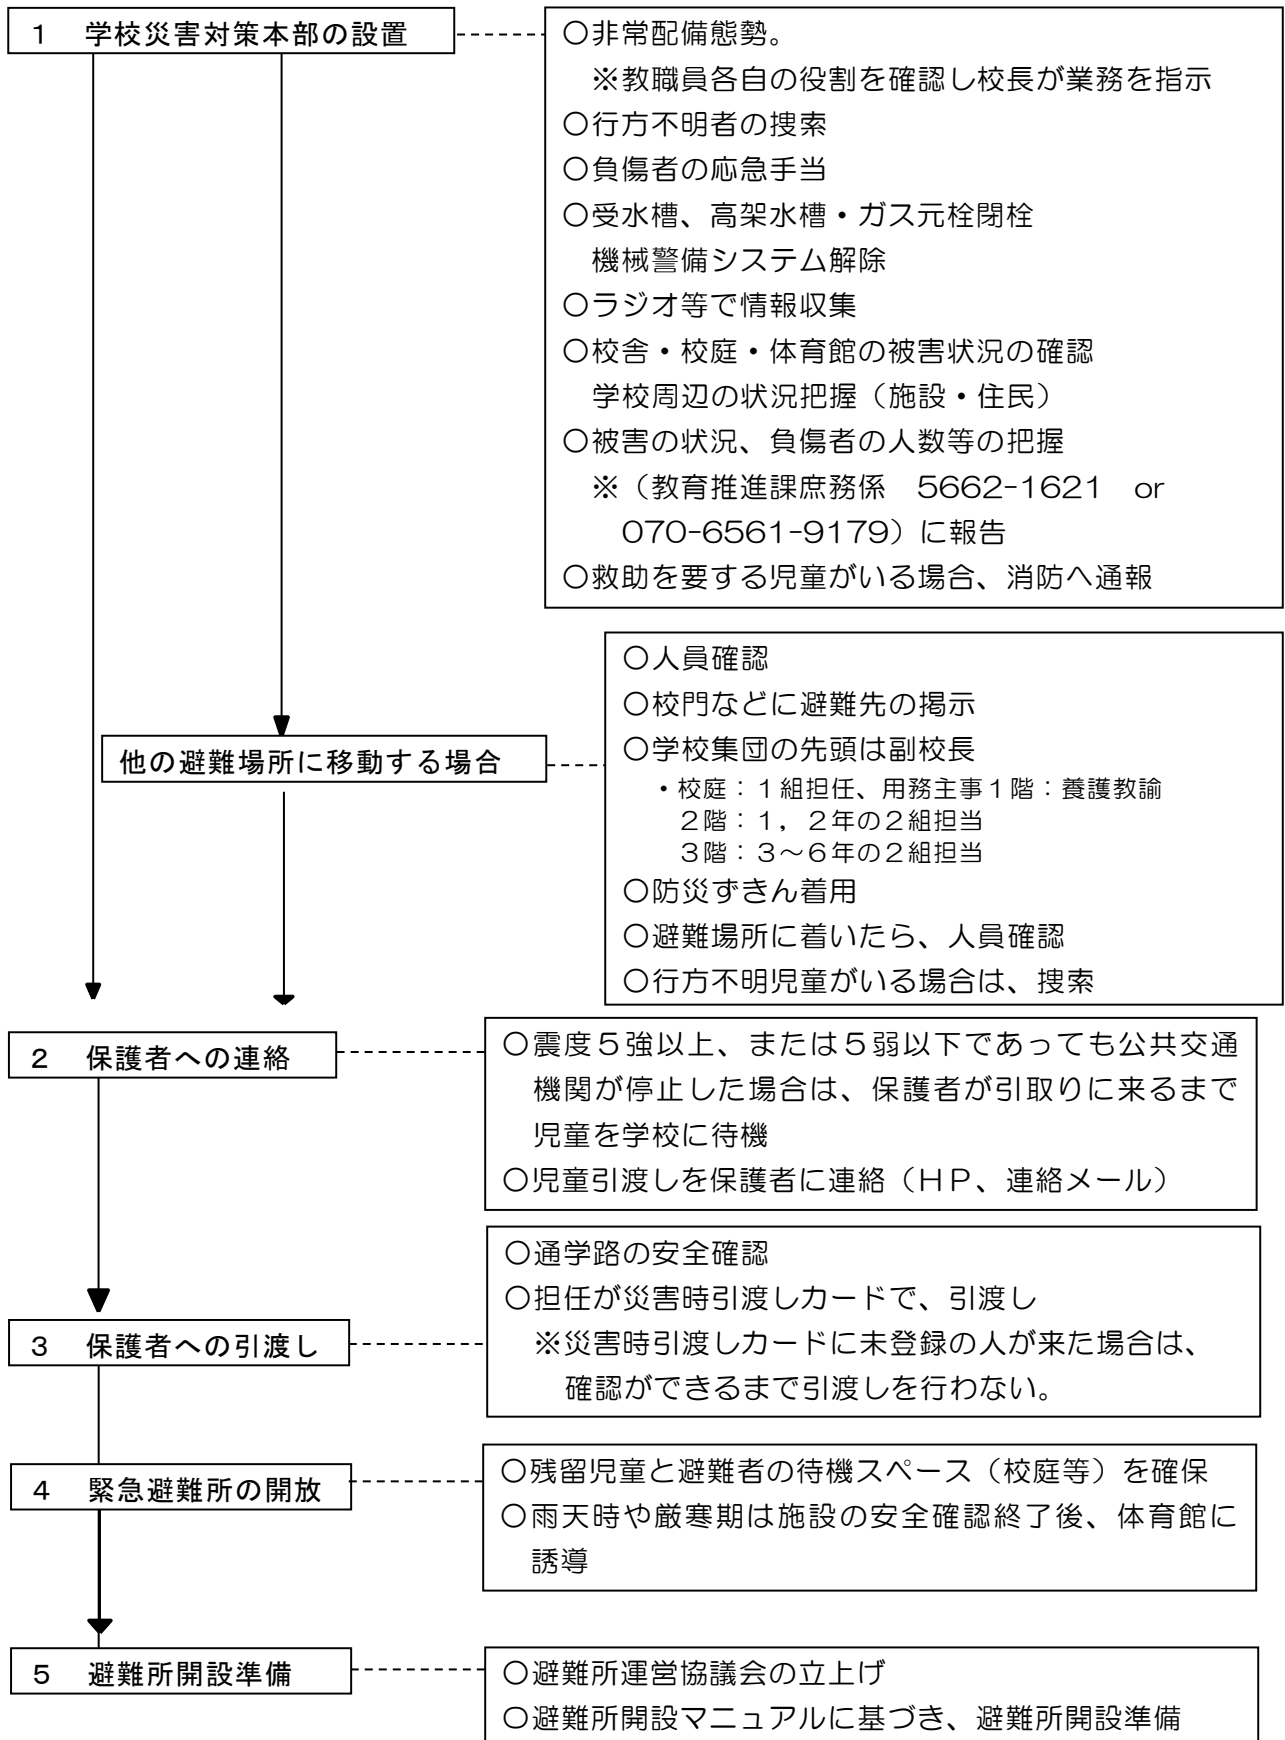 １　学校災害対策本部の設置
○非常配備態勢。
※教職員各自の役割を確認し校長が業務を指示
○行方不明者の捜索
○負傷者の応急手当
○受水槽、高架水槽・ガス元栓閉栓
機械警備システム解除
○ラジオ等で情報収集
○校舎・校庭・体育館の被害状況の確認
学校周辺の状況把握（施設・住民）
○被害の状況、負傷者の人数等の把握
※（教育推進課庶務係　5662-1621　or
070-6561-9179）に報告
○救助を要する児童がいる場合、消防へ通報
他の避難場所に移動する場合
○人員確認
○校門などに避難先の掲示
○学校集団の先頭は副校長
・校庭：１組担任、用務主事１階：養護教諭
２階：１，２年の２組担当
３階：３～６年の２組担当
○防災ずきん着用
○避難場所に着いたら、人員確認
○行方不明児童がいる場合は、捜索
２　保護者への連絡
○震度５強以上、または５弱以下であっても公共交通
機関が停止した場合は、保護者が引取りに来るまで
児童を学校に待機
○児童引渡しを保護者に連絡（ＨＰ、連絡メール）
３　保護者への引渡し
○通学路の安全確認
○担任が災害時引渡しカードで、引渡し
※災害時引渡しカードに未登録の人が来た場合は、
確認ができるまで引渡しを行わない。
４　緊急避難所の開放
○残留児童と避難者の待機スペース（校庭等）を確保
○雨天時や厳寒期は施設の安全確認終了後、体育館に
誘導
５　避難所開設準備
○避難所運営協議会の立上げ
○避難所開設マニュアルに基づき、避難所開設準備